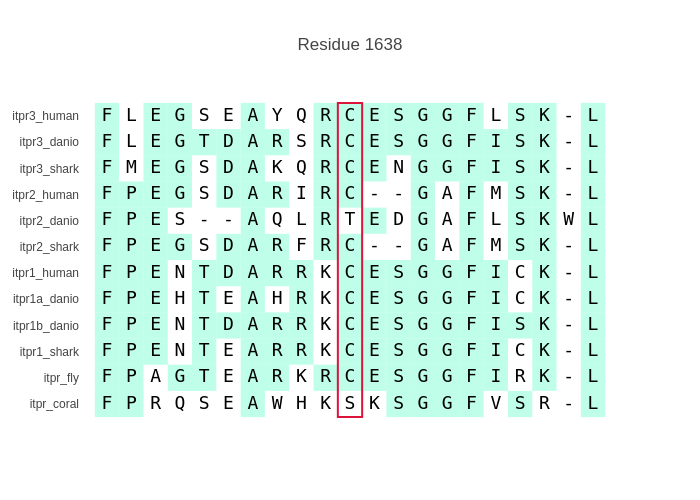 Residue 1638
itpr3_human F L E G S E A Y Q R C E S G G F L S K - L
itpr3_danio F L E G T D A R S R C E S G G F I S K - L
itpr3_shark F M E G S D A K Q R C E N G G F I S K - L
itpr2_human F P E G S D A R I R C - - G A F M S K - L
itpr2_danio F P E S - - A Q L R T E D G A F L S K W L
itpr2_shark F P E G S D A R F R C - - G A F M S K - L
itpr1_human F P E N T D A R R K C E S G G F I C K - L
itpr1a_danio F P E H T E A H R K C E S G G F I C K - L
itpr1b_danio F P E N T D A R R K C E S G G F I S K - L
itpr1_shark F P E N T E A R R K C E S G G F I C K - L
itpr_fly F P A G T E A R K R C E S G G F I R K - L
itpr_coral F P R Q S E A W H K S K S G G F V S R - L